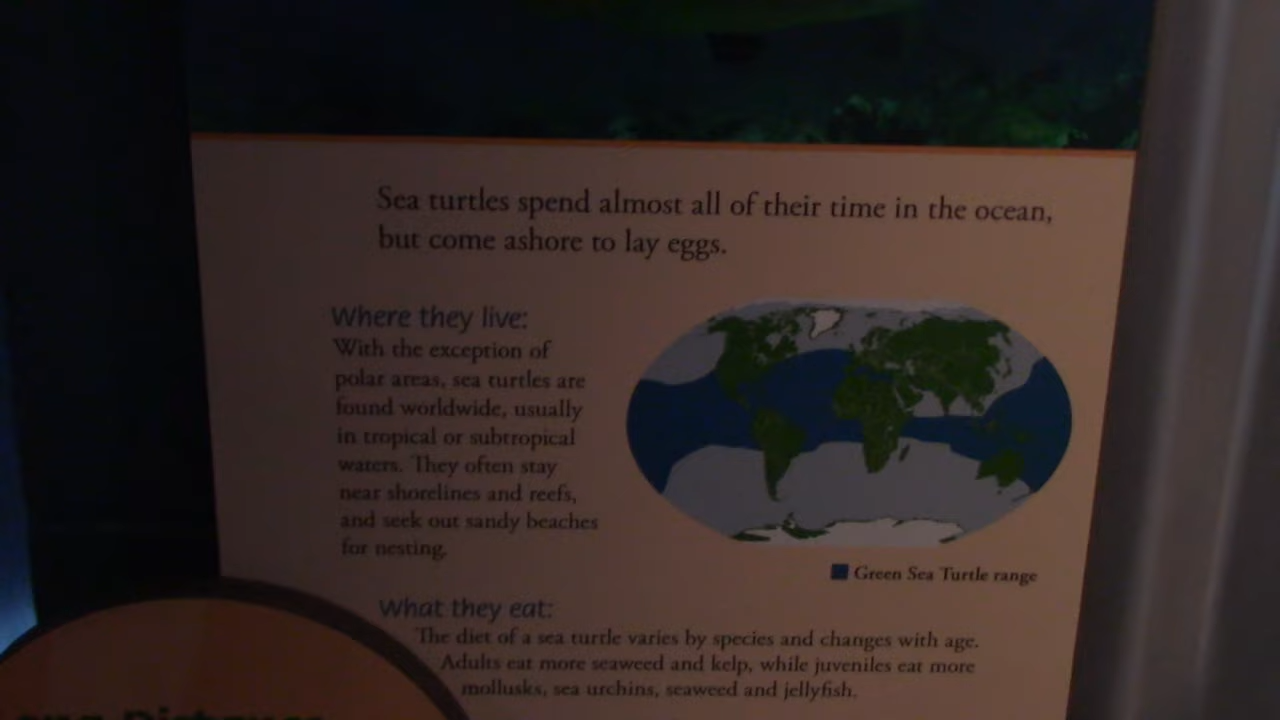 Sea turtles spend almost all of their time in the ocean,
but come ashore to lay eggs.
Where they live:
With the exception of
polar areas, sea turtles are
found worldwide, usually
in tropical or subtropical
waters. They often stay
near shorelines and reefs,
and seek out sandy beaches
for nesting.
Green Sea Turtle range
What they eat:
The diet of a sea turtle varies by species and changes with age.
Adults eat more seaweed and kelp, while juveniles eat more
mollusks, sea urchins, seaweed and jellyfish.